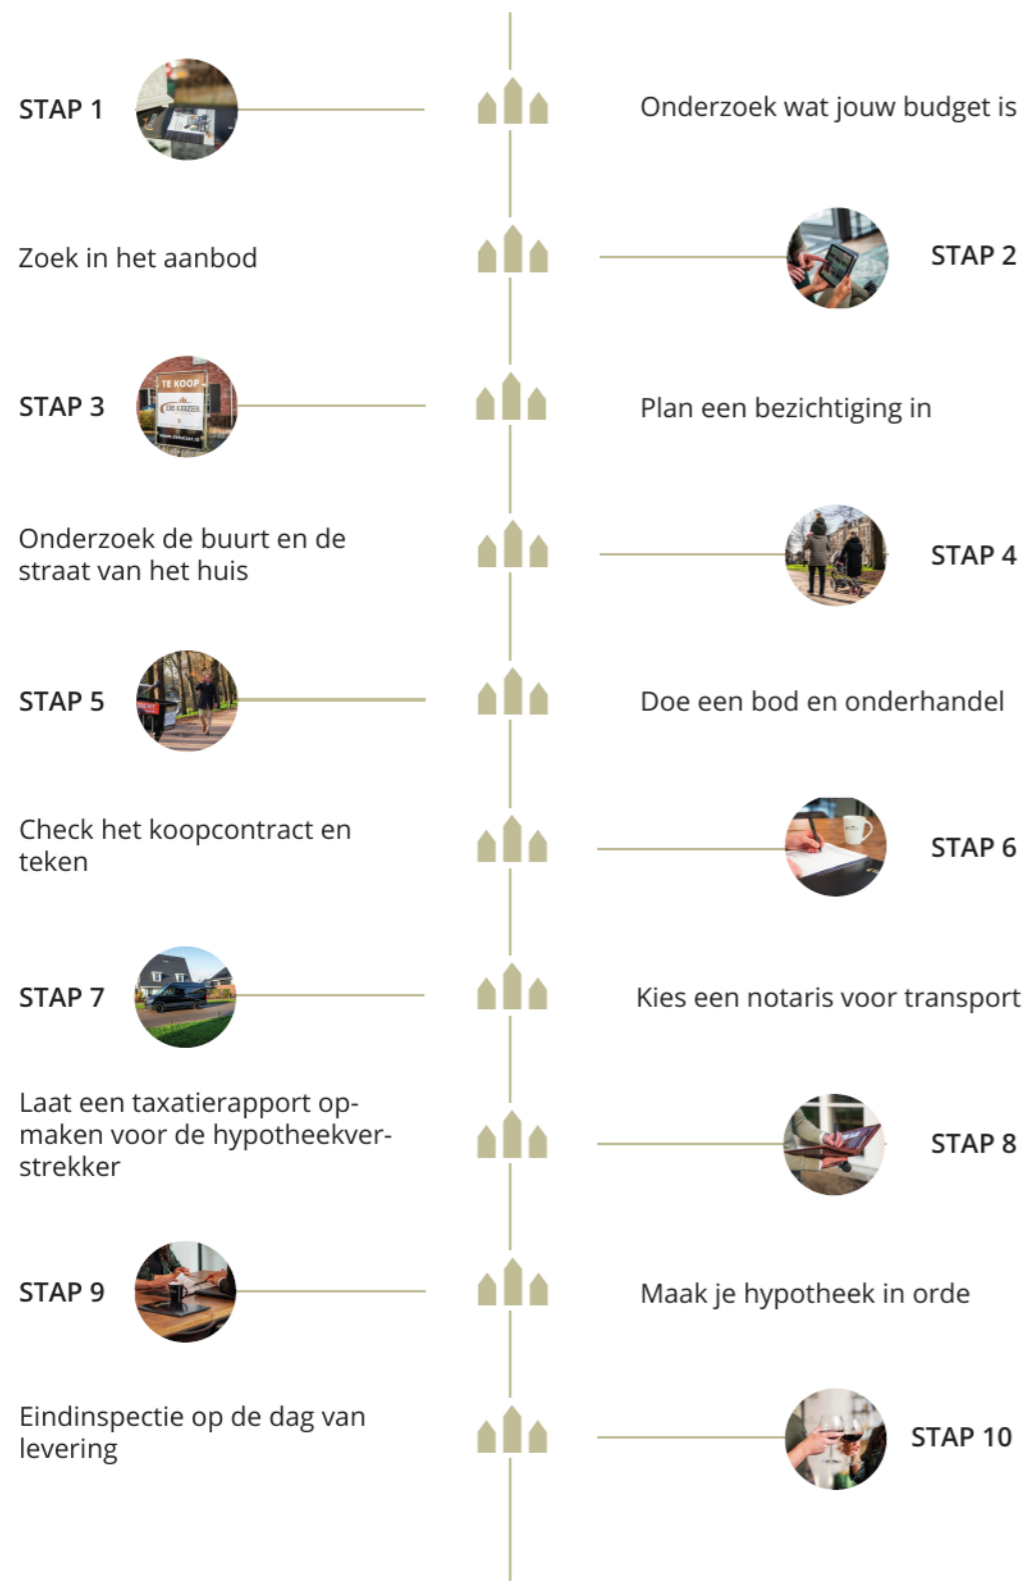 STAP 1
Onderzoek wat jouw budget is
Zoek in het aanbod
STAP 2
STAP 3
TE KOOP
DE KEIZER
Plan een bezichtiging in
Onderzoek de buurt en de
straat van het huis
STAP 4
STAP 5
Doe een bod en onderhandel
Check het koopcontract en
teken
STAP 6
STAP 7
Kies een notaris voor transport
Laat een taxatierapport op-
maken voor de hypotheekver-
strekker
STAP 8
STAP 9
Maak je hypotheek in orde
Eindinspectie op de dag van
levering
STAP 10